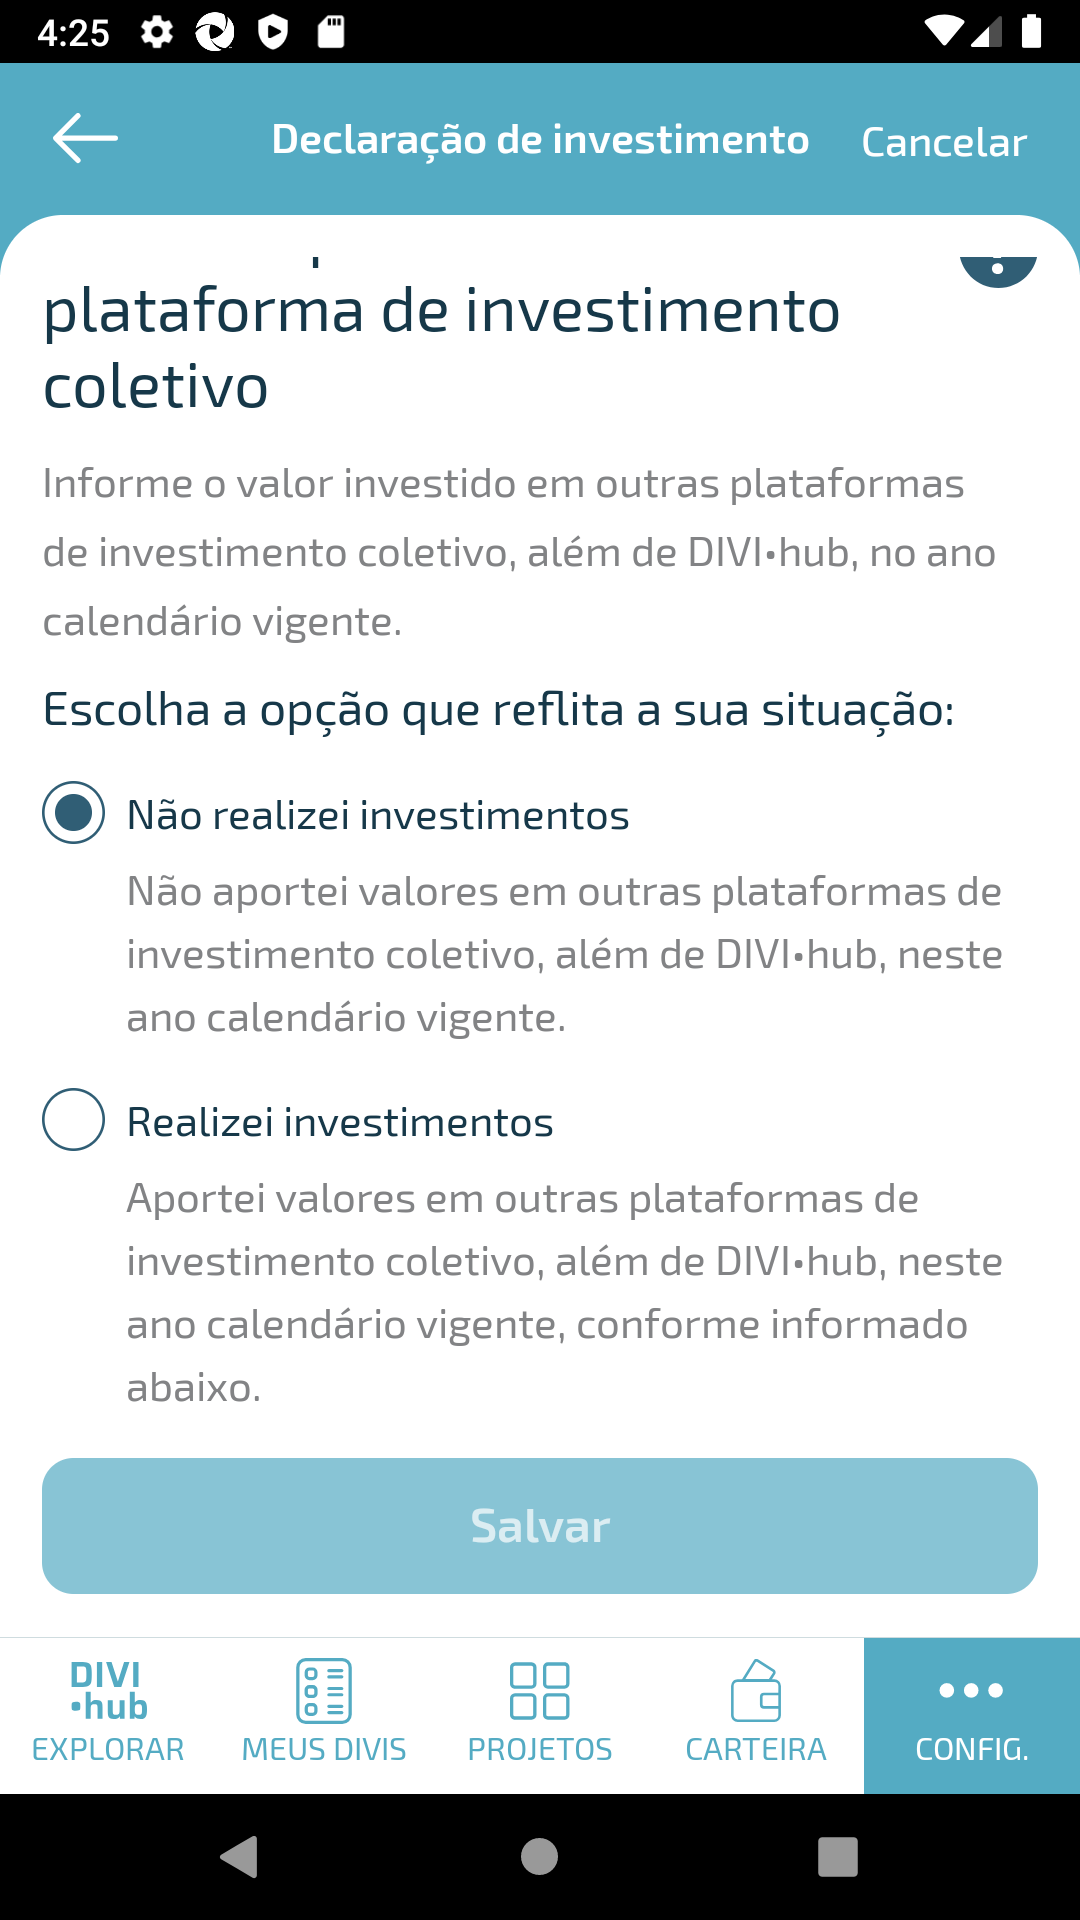 4:25
Declaração de investimento
Cancelar
plataforma de investimento
coletivo
Informe o valor investido em outras plataformas
de investimento coletivo, além de DIVI•hub, no ano
calendário vigente.
Escolha a opção que reflita a sua situação:
Não realizei investimentos
Não aportei valores em outras plataformas de
investimento coletivo, além de DIVI•hub, neste
ano calendário vigente.
Realizei investimentos
Aportei valores em outras plataformas de
investimento coletivo, além de DIVI•hub, neste
ano calendário vigente, conforme informado
abaixo.
Salvar
DIVI
•hub
EXPLORAR
MEUS DIVIS
PROJETOS
CARTEIRA
CONFIG.